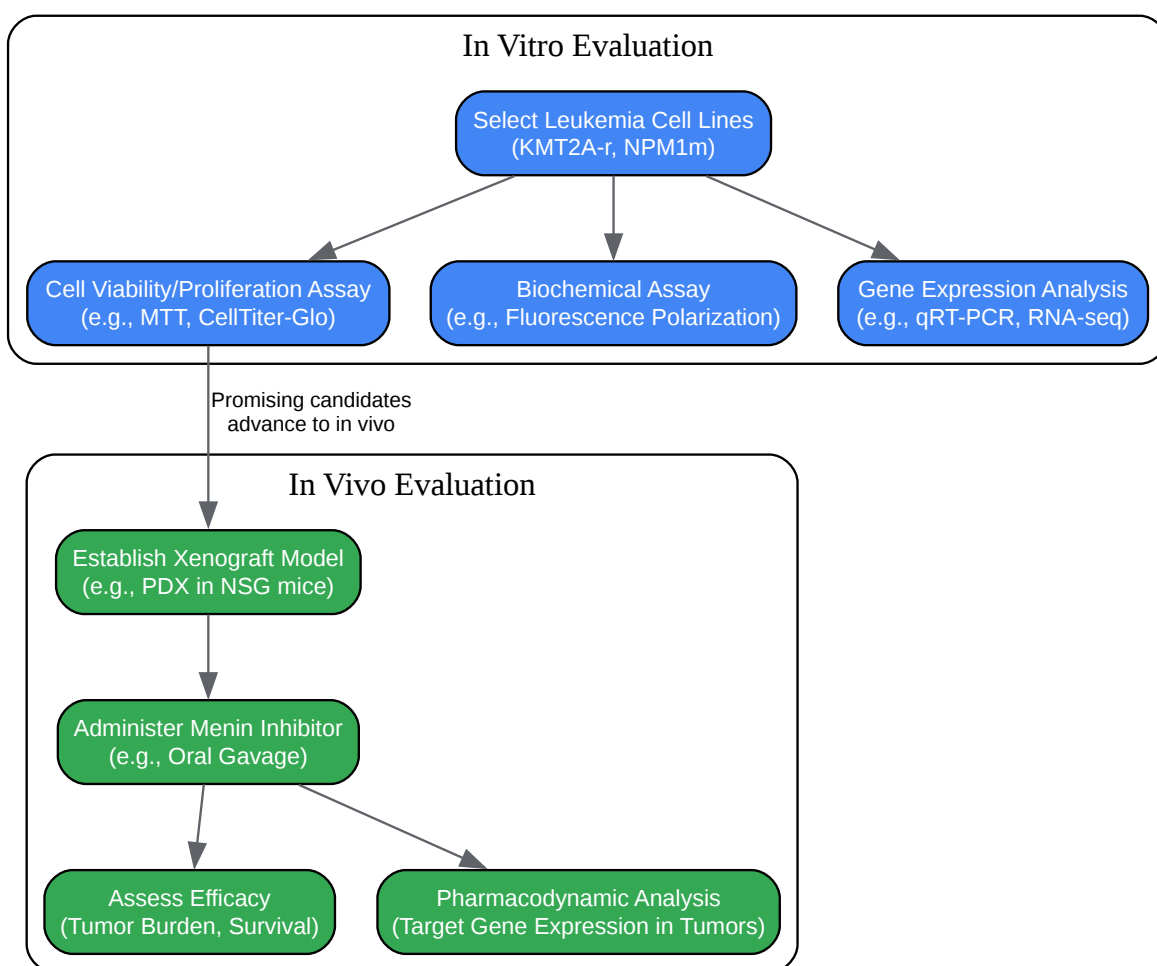 In Vitro Evaluation
Select Leukemia Cell Lines
(KMT2A-r, NPM1m)
Cell Viability/Proliferation Assay
(e.g., MTT, CellTiter-Glo)
Biochemical Assay
(e.g., Fluorescence Polarization)
Gene Expression Analysis
(e.g., qRT-PCR, RNA-seq)
Promising candidates
advance to in vivo
In Vivo Evaluation
Establish Xenograft Model
(e.g., PDX in NSG mice)
Administer Menin Inhibitor
(e.g., Oral Gavage)
Assess Efficacy
(Tumor Burden, Survival)
Pharmacodynamic Analysis
(Target Gene Expression in Tumors)